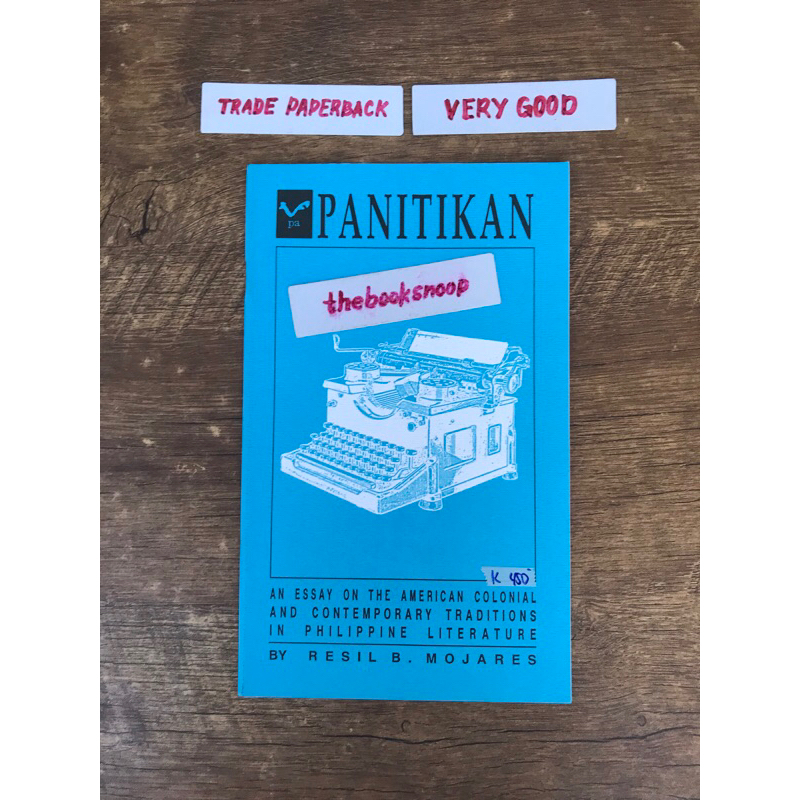 TRADE PAPERBACK
VERY GOOD
pa
PANITIKAN
thebooksnoop
K 450
AN ESSAY ON THE AMERICAN COLONIAL
AND CONTEMPORARY TRADITIONS
IN PHILIPPINE LITERATURE
BY RESIL B. MOJARES